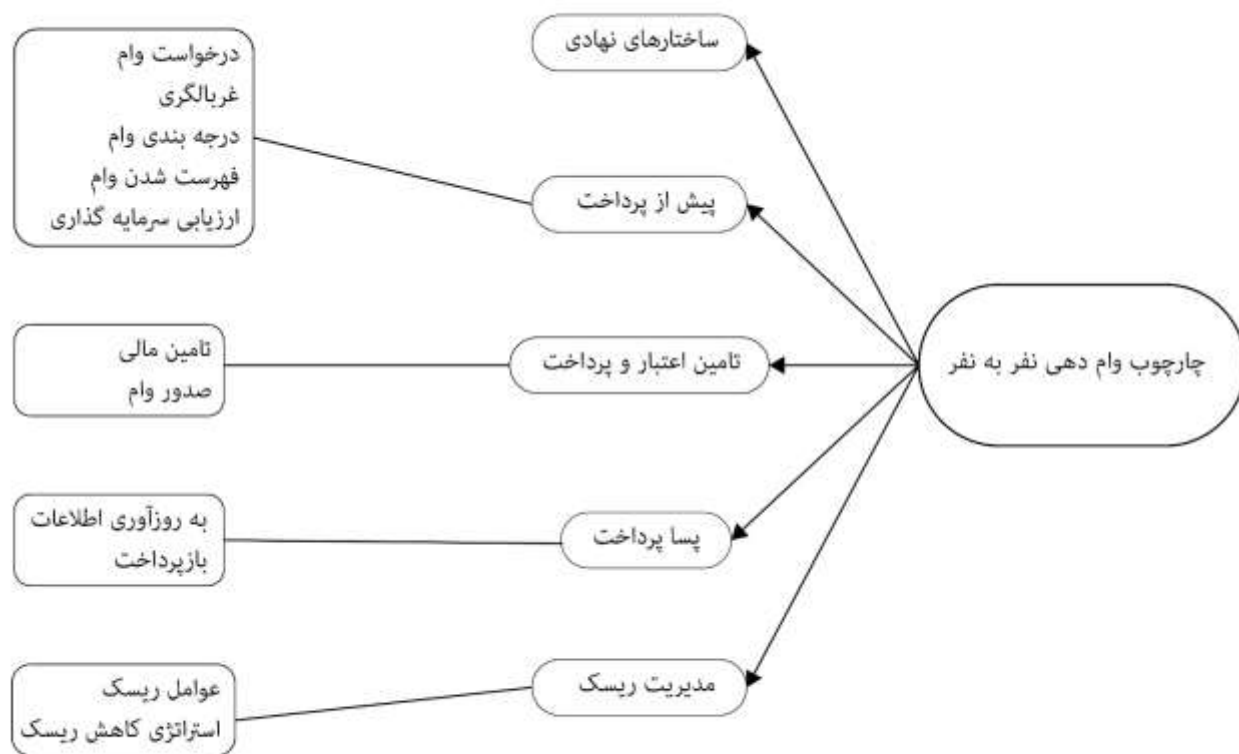 چارچوب وام دهی نفر به نفر
ساختارهای نهادی
پیش از پرداخت
درخواست وام
غربالگری
درجه بندی وام
فهرست شدن وام
ارزیابی سرمایه گذاری
تامین اعتبار و پرداخت
تامین مالی
صدور وام
پسا پرداخت
به روزآوری اطلاعات
بازپرداخت
مدیریت ریسک
عوامل ریسک
استراتژی کاهش ریسک